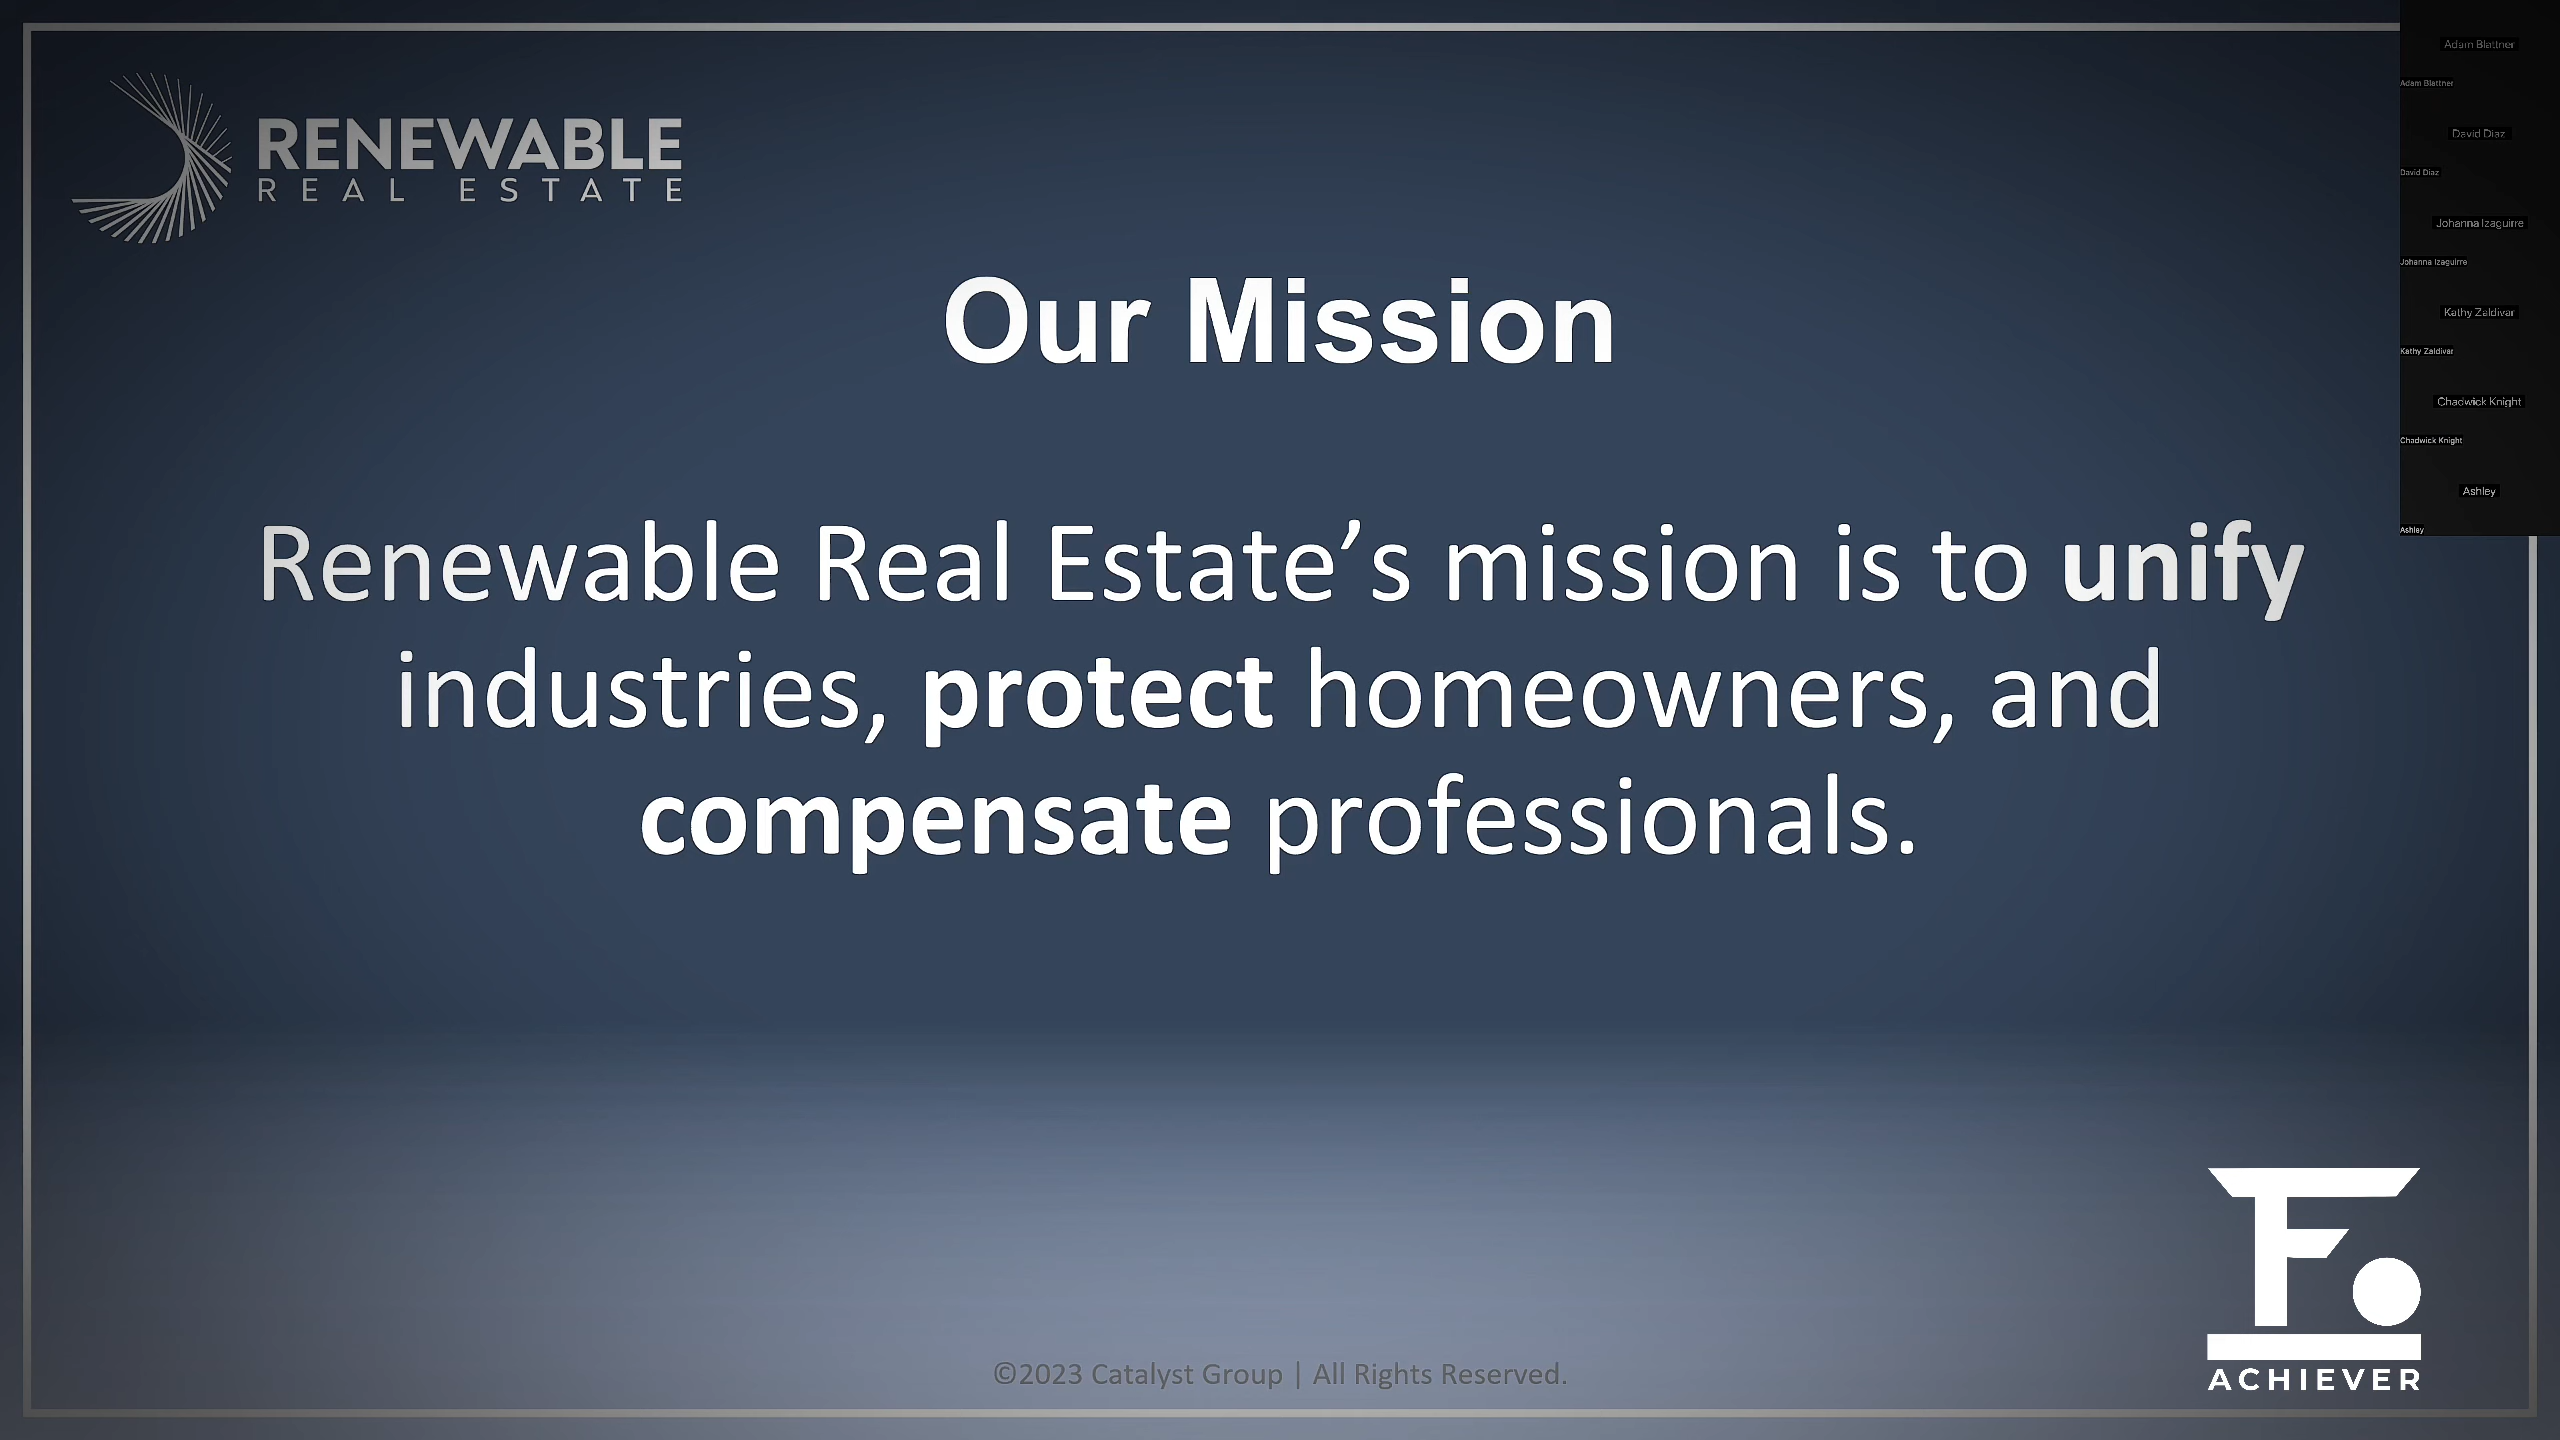 RENEWABLE
REAL ESTATE
Our Mission
Renewable Real Estate’s mission is to unify
industries, protect homeowners, and
compensate professionals.
©2023 Catalyst Group | All Rights Reserved.
F.
ACHIEVER
Adam Blattner
Adam Blattner
David Diaz
David Diaz
Johanna Izaguirre
Johanna Izaguirre
Kathy Zaldivar
Kathy Zaldivar
Chadwick Knight
Chadwick Knight
Ashley
Ashley